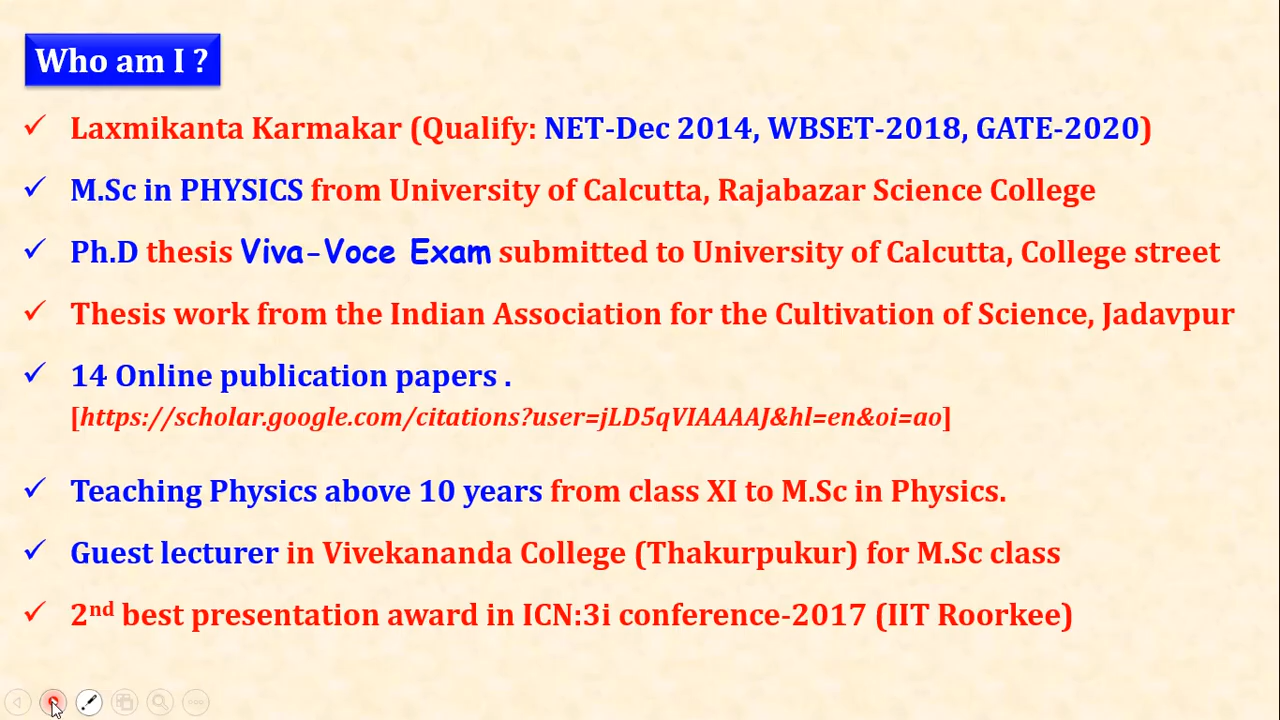 Who am I ?
✓ Laxmikanta Karmakar (Qualify: NET-Dec 2014, WBSET-2018, GATE-2020)
✓ M.Sc in PHYSICS from University of Calcutta, Rajabazar Science College
✓ Ph.D thesis Viva-Voce Exam submitted to University of Calcutta, College street
✓ Thesis work from the Indian Association for the Cultivation of Science, Jadavpur
✓ 14 Online publication papers .
[https://scholar.google.com/citations?user=jLD5qVIAAAAJ&hl=en&oi=ao]
✓ Teaching Physics above 10 years from class XI to M.Sc in Physics.
✓ Guest lecturer in Vivekananda College (Thakurpukur) for M.Sc class
✓ 2nd best presentation award in ICN:3i conference-2017 (IIT Roorkee)